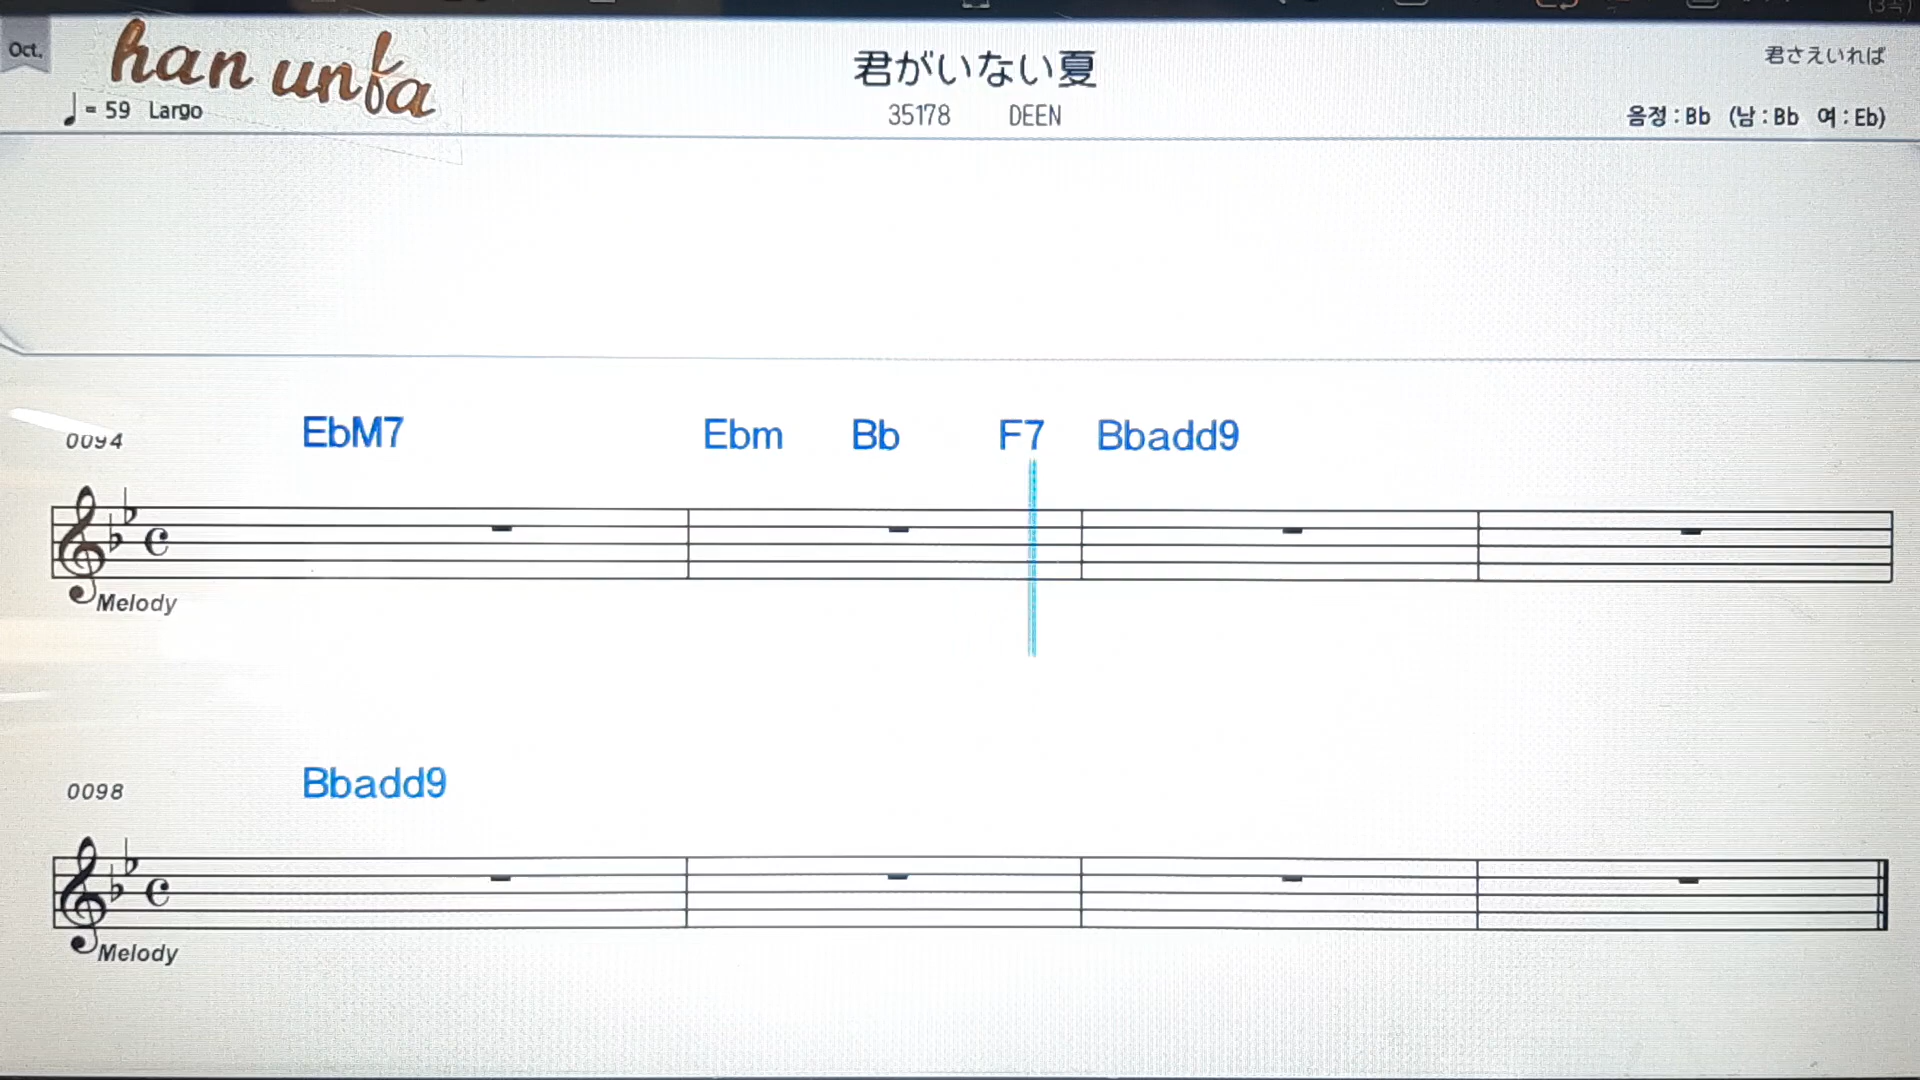 Oct.
han unfa
♩= 59 Largo
君がいない夏
35178 DEEN
君さえいれば
음정 : Bb (남 : Bb 여 : Eb)
0094
EbM7 Ebm Bb F7 Bbadd9
Melody
0098
Bbadd9
Melody